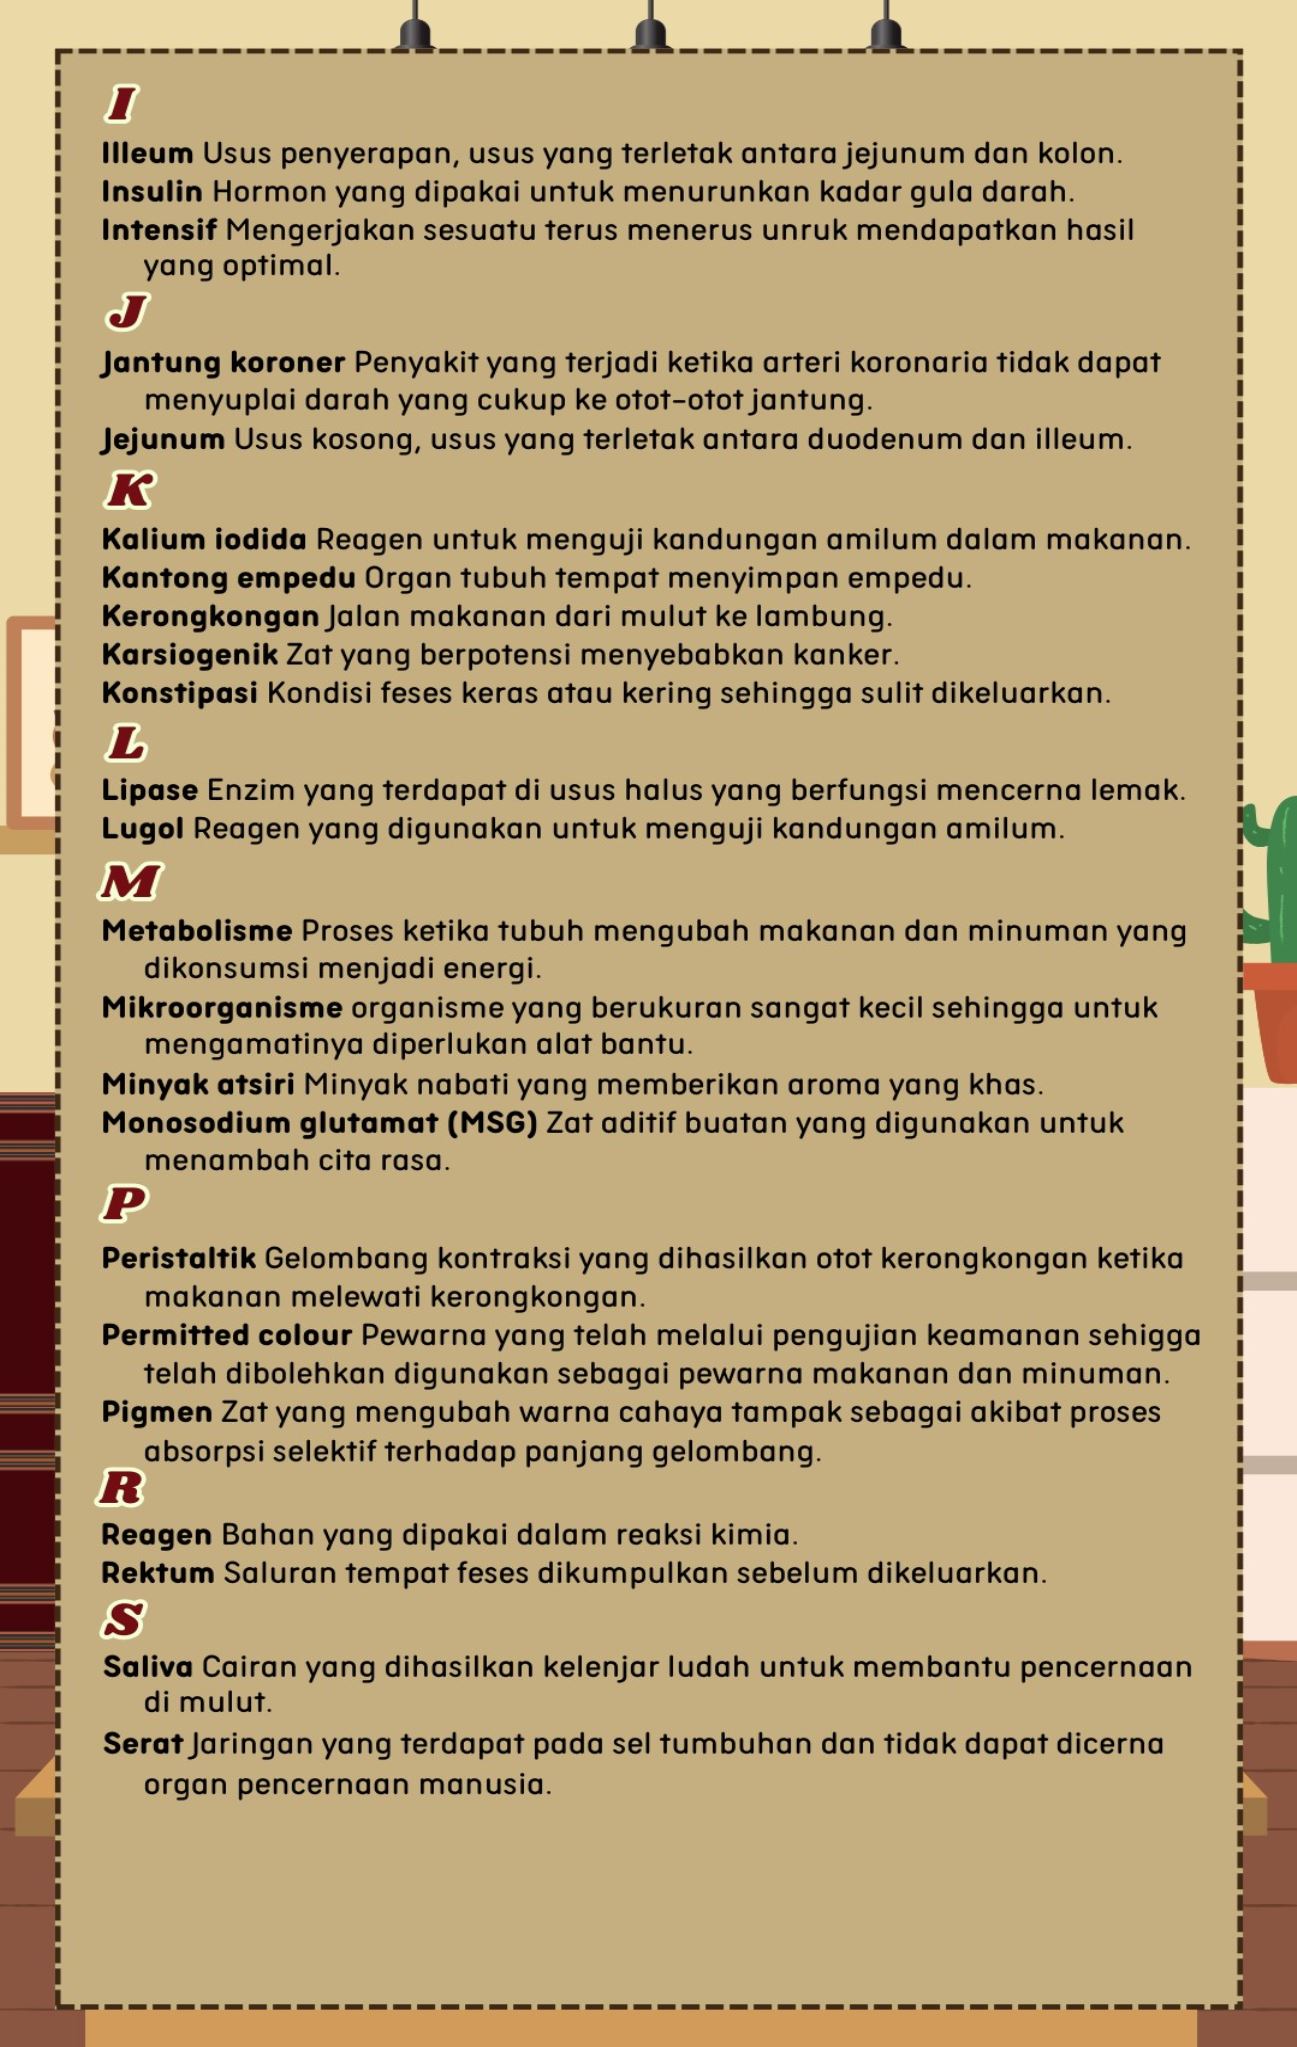 I
Illeum Usus penyerapan, usus yang terletak antara jejunum dan kolon.
Insulin Hormon yang dipakai untuk menurunkan kadar gula darah.
Intensif Mengerjakan sesuatu terus menerus unruk mendapatkan hasil
yang optimal.
J
Jantung koroner Penyakit yang terjadi ketika arteri koronaria tidak dapat
menyuplai darah yang cukup ke otot-otot jantung.
Jejunum Usus kosong, usus yang terletak antara duodenum dan illeum.
K
Kalium iodida Reagen untuk menguji kandungan amilum dalam makanan.
Kantong empedu Organ tubuh tempat menyimpan empedu.
Kerongkongan Jalan makanan dari mulut ke lambung.
Karsiogenik Zat yang berpotensi menyebabkan kanker.
Konstipasi Kondisi feses keras atau kering sehingga sulit dikeluarkan.
L
Lipase Enzim yang terdapat di usus halus yang berfungsi mencerna lemak.
Lugol Reagen yang digunakan untuk menguji kandungan amilum.
M
Metabolisme Proses ketika tubuh mengubah makanan dan minuman yang
dikonsumsi menjadi energi.
Mikroorganisme organisme yang berukuran sangat kecil sehingga untuk
mengamatinya diperlukan alat bantu.
Minyak atsiri Minyak nabati yang memberikan aroma yang khas.
Monosodium glutamat (MSG) Zat aditif buatan yang digunakan untuk
menambah cita rasa.
P
Peristaltik Gelombang kontraksi yang dihasilkan otot kerongkongan ketika
makanan melewati kerongkongan.
Permitted colour Pewarna yang telah melalui pengujian keamanan sehigga
telah dibolehkan digunakan sebagai pewarna makanan dan minuman.
Pigmen Zat yang mengubah warna cahaya tampak sebagai akibat proses
absorpsi selektif terhadap panjang gelombang.
R
Reagen Bahan yang dipakai dalam reaksi kimia.
Rektum Saluran tempat feses dikumpulkan sebelum dikeluarkan.
S
Saliva Cairan yang dihasilkan kelenjar ludah untuk membantu pencernaan
di mulut.
Serat Jaringan yang terdapat pada sel tumbuhan dan tidak dapat dicerna
organ pencernaan manusia.